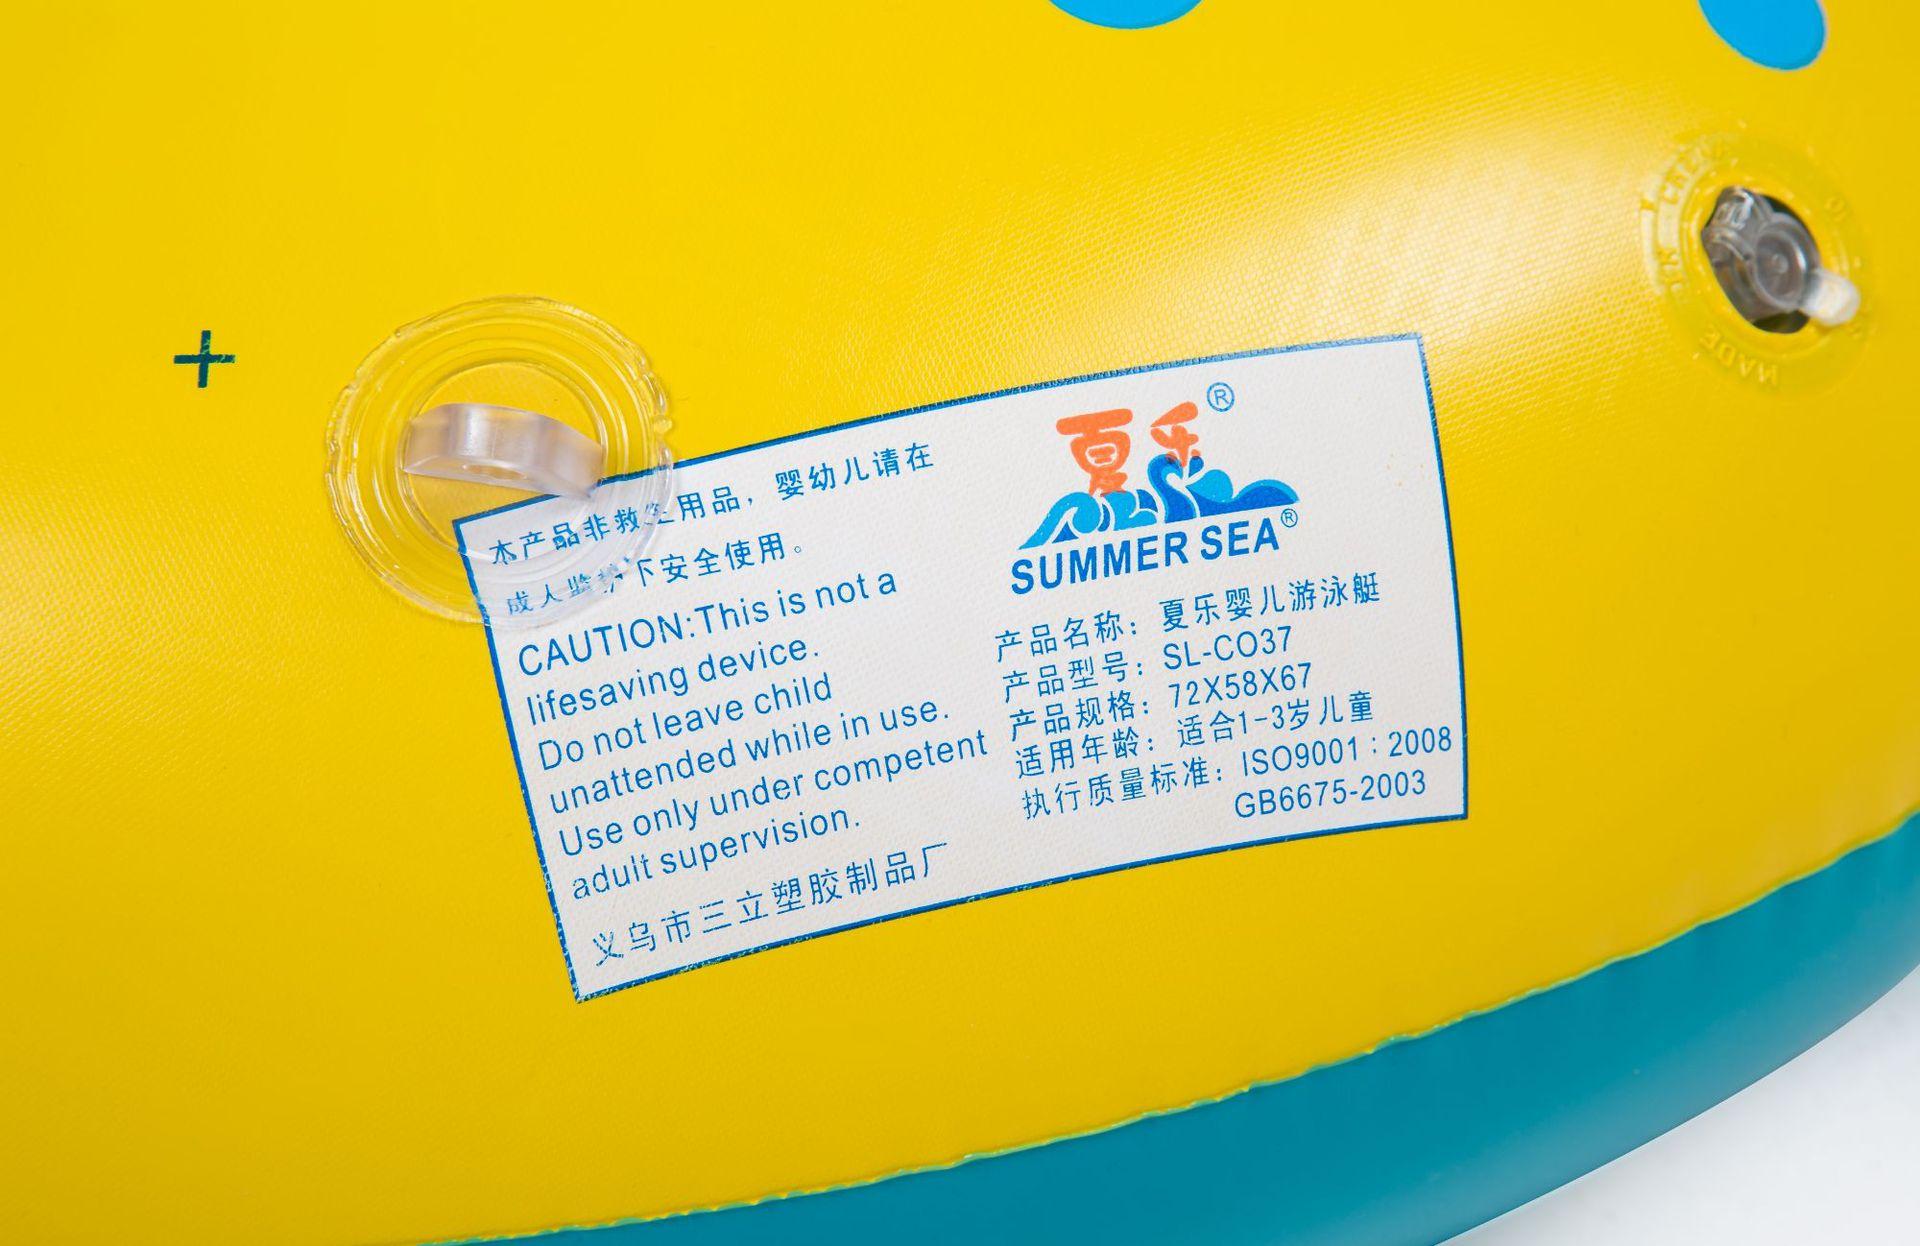 本产品非救生用品，婴幼儿请在
成人监护下安全使用。
CAUTION:This is not a
lifesaving device.
Do not leave child
unattended while in use.
Use only under competent
adult supervision.
义乌市三立塑胶制品厂
夏乐®
SUMMER SEA®
产品名称：夏乐婴儿游泳艇
产品型号：SL-CO37
产品规格：72X58X67
适用年龄：适合1-3岁儿童
执行质量标准：ISO9001：2008
GB6675-2003
MADE